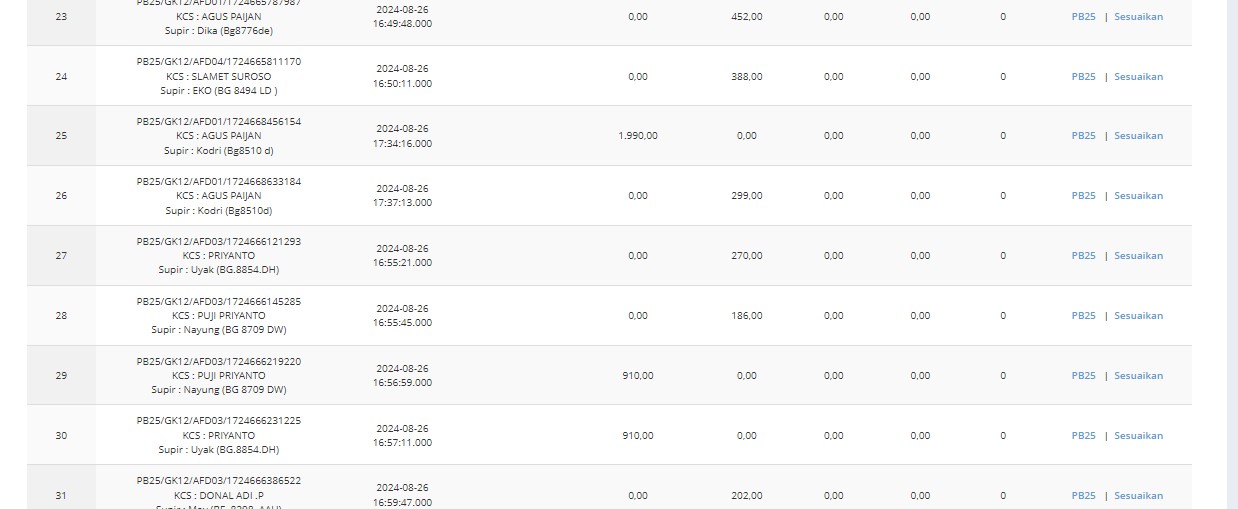 23
PB25/GK12/AFD01/1724665787987
KCS : AGUS PAIJAN
Supir : Dika (Bg8776de)
2024-08-26
16:49:48.000
0,00 452,00 0,00 0,00 0 PB25 | Sesuaikan
24
PB25/GK12/AFD04/1724665811170
KCS : SLAMET SUROSO
Supir : EKO (BG 8494 LD )
2024-08-26
16:50:11.000
0,00 388,00 0,00 0,00 0 PB25 | Sesuaikan
25
PB25/GK12/AFD01/1724668456154
KCS : AGUS PAIJAN
Supir : Kodri (Bg8510 d)
2024-08-26
17:34:16.000
1.990,00 0,00 0,00 0,00 0 PB25 | Sesuaikan
26
PB25/GK12/AFD01/1724668633184
KCS : AGUS PAIJAN
Supir : Kodri (Bg8510d)
2024-08-26
17:37:13.000
0,00 299,00 0,00 0,00 0 PB25 | Sesuaikan
27
PB25/GK12/AFD03/1724666121293
KCS : PRIYANTO
Supir : Uyak (BG.8854.DH)
2024-08-26
16:55:21.000
0,00 270,00 0,00 0,00 0 PB25 | Sesuaikan
28
PB25/GK12/AFD03/1724666145285
KCS : PUJI PRIYANTO
Supir : Nayung (BG 8709 DW)
2024-08-26
16:55:45.000
0,00 186,00 0,00 0,00 0 PB25 | Sesuaikan
29
PB25/GK12/AFD03/1724666219220
KCS : PUJI PRIYANTO
Supir : Nayung (BG 8709 DW)
2024-08-26
16:56:59.000
910,00 0,00 0,00 0,00 0 PB25 | Sesuaikan
30
PB25/GK12/AFD03/1724666231225
KCS : PRIYANTO
Supir : Uyak (BG.8854.DH)
2024-08-26
16:57:11.000
910,00 0,00 0,00 0,00 0 PB25 | Sesuaikan
31
PB25/GK12/AFD03/1724666386522
KCS : DONAL ADI .P
2024-08-26
16:59:47.000
0,00 202,00 0,00 0,00 0 PB25 | Sesuaikan